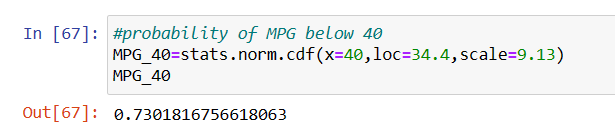 In [67]: #probability of MPG below 40
MPG_40=stats.norm.cdf(x=40,loc=34.4,scale=9.13)
MPG_40
Out[67]: 0.7301816756618063